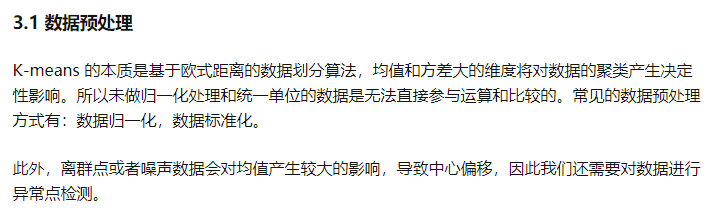 3.1 数据预处理
K-means 的本质是基于欧式距离的数据划分算法，均值和方差大的维度将对数据的聚类产生决定
性影响。所以未做归一化处理和统一单位的数据是无法直接参与运算和比较的。常见的数据预处理
方式有：数据归一化，数据标准化。
此外，离群点或者噪声数据会对均值产生较大的影响，导致中心偏移，因此我们还需要对数据进行
异常点检测。